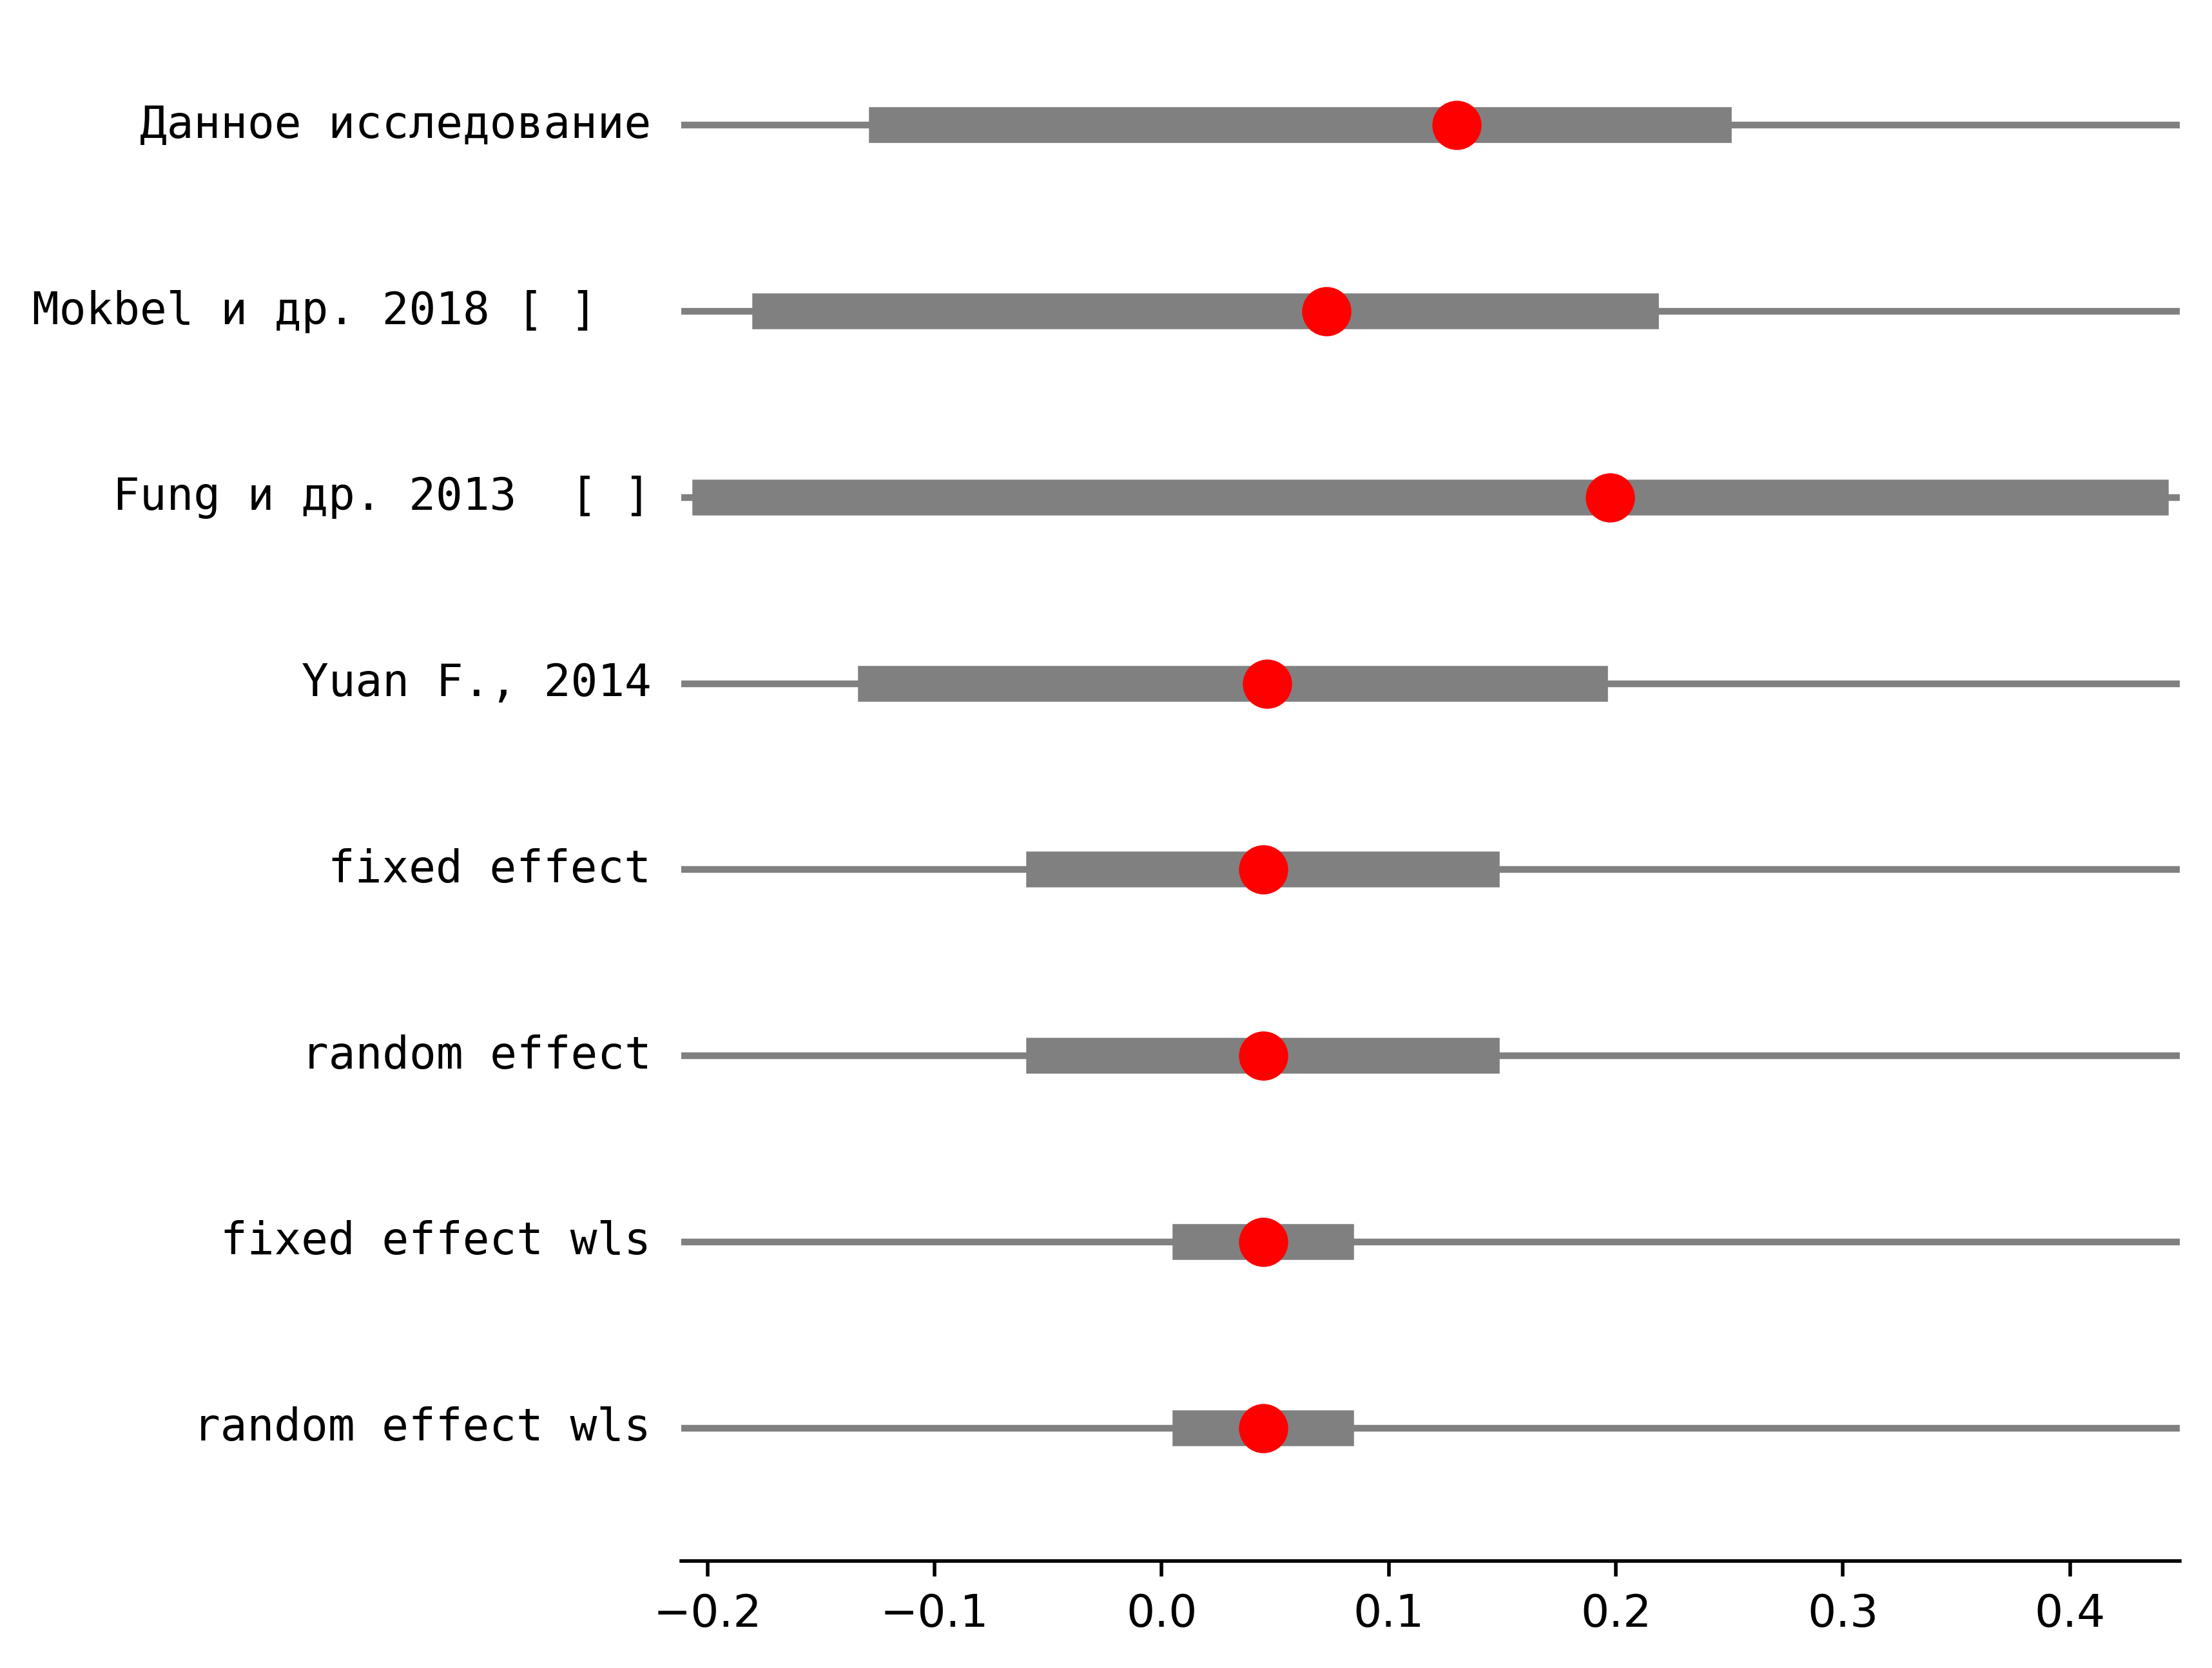 Данное исследование
Mokbel и др. 2018 [ ]
Fung и др. 2013  [ ]
Yuan F., 2014
fixed effect
random effect
fixed effect wls
random effect wls
−0.2 −0.1 0.0 0.1 0.2 0.3 0.4